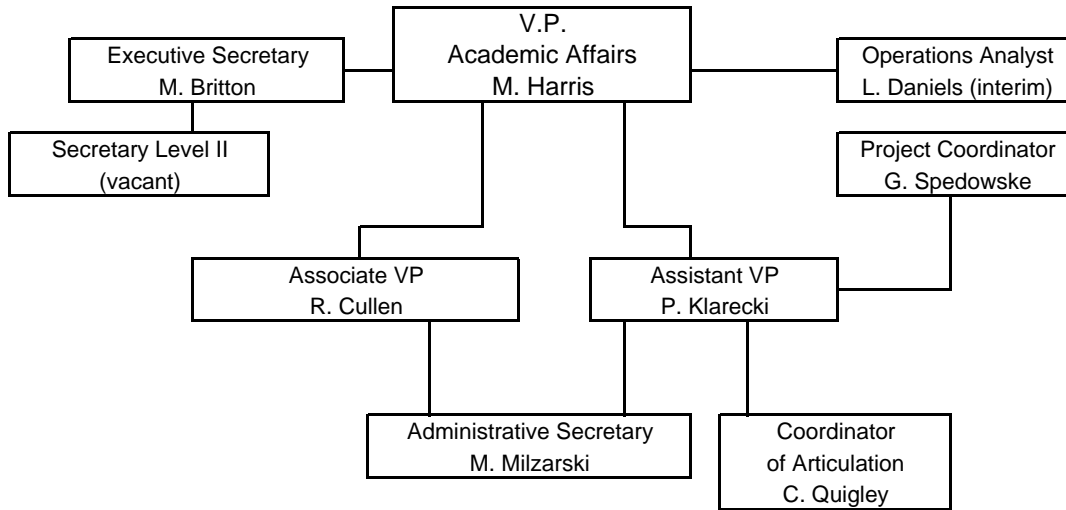 V.P.
Academic Affairs
M. Harris
Executive Secretary
M. Britton
Operations Analyst
L. Daniels (interim)
Secretary Level II
(vacant)
Project Coordinator
G. Spedowske
Associate VP
R. Cullen
Assistant VP
P. Klarecki
Administrative Secretary
M. Milzarski
Coordinator
of Articulation
C. Quigley